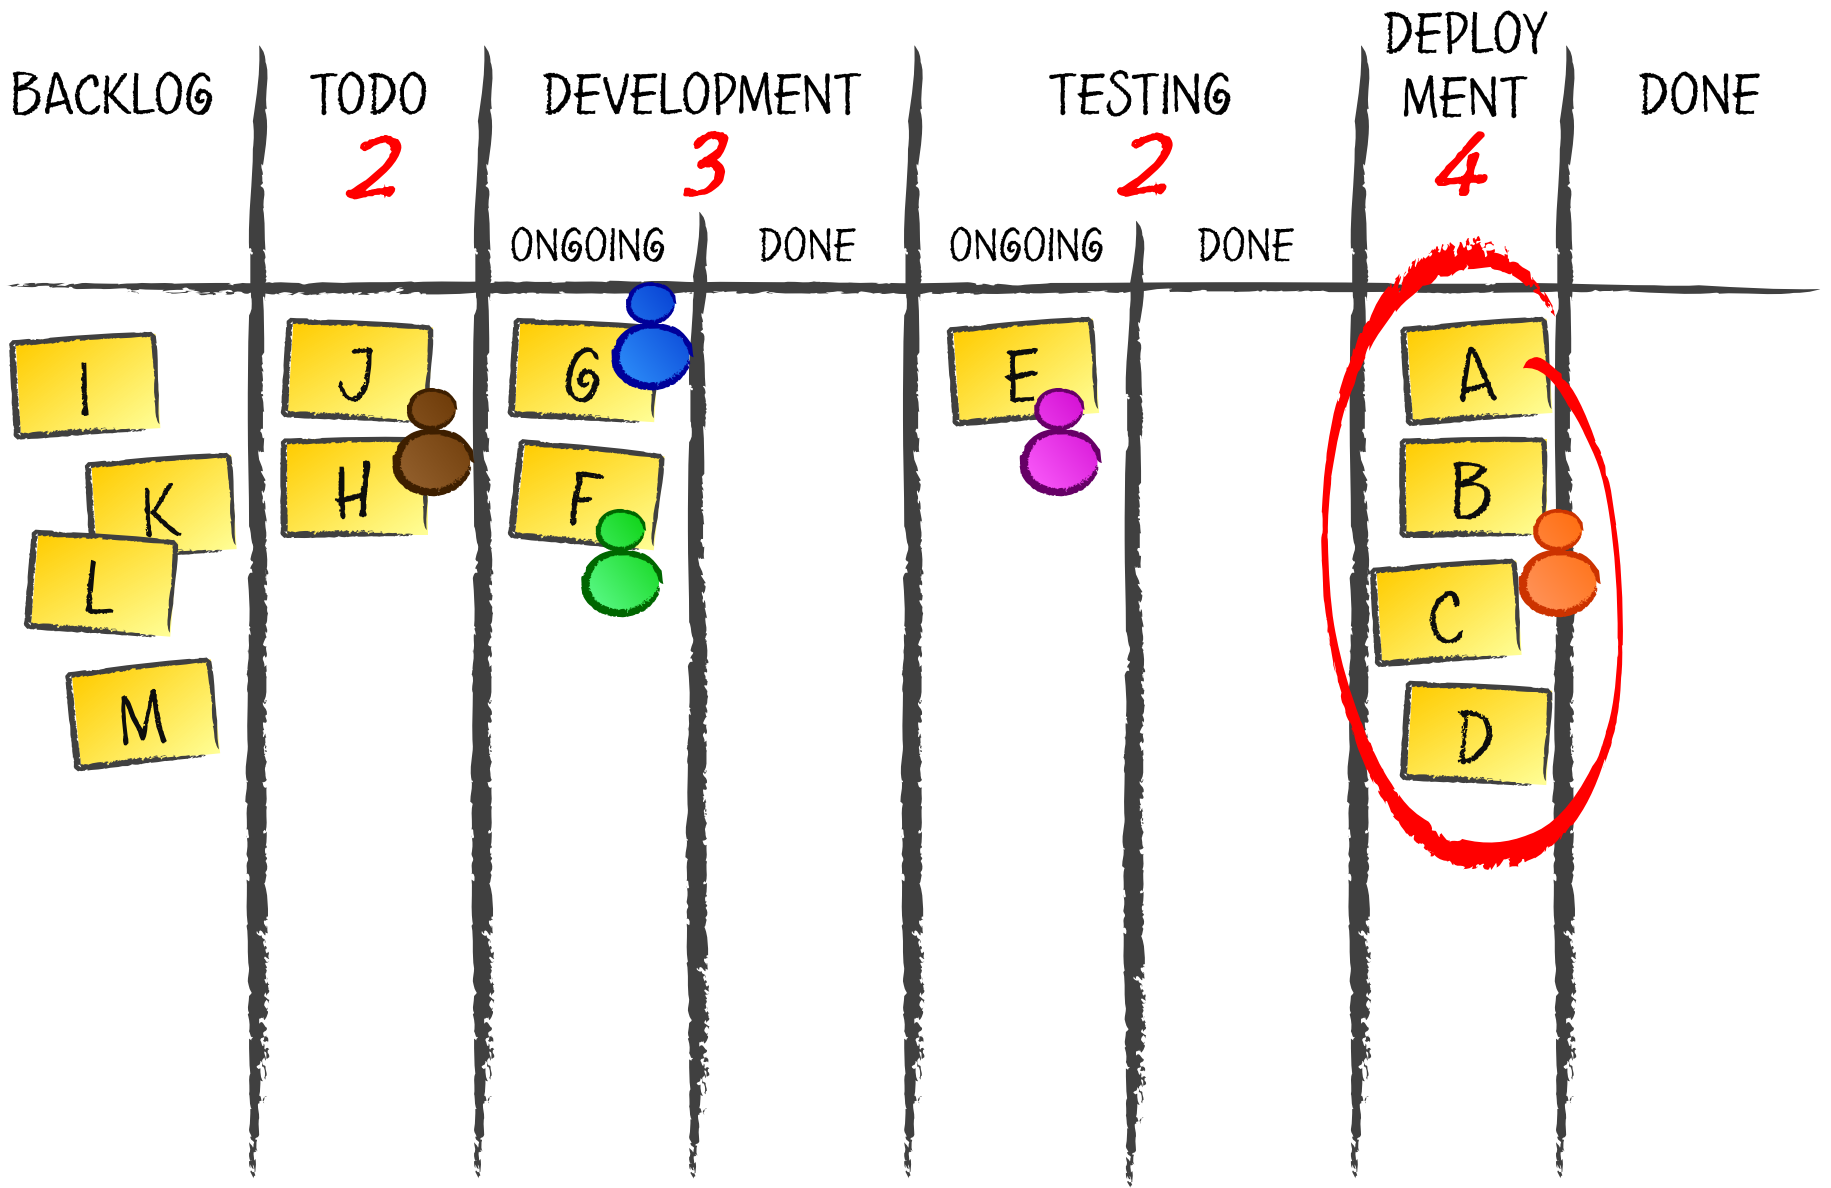 BACKLOG
TODO
2
DEVELOPMENT
3
ONGOING
DONE
TESTING
2
ONGOING
DONE
DEPLOY
MENT
4
DONE
I
K
L
M
J
H
G
F
E
A
B
C
D